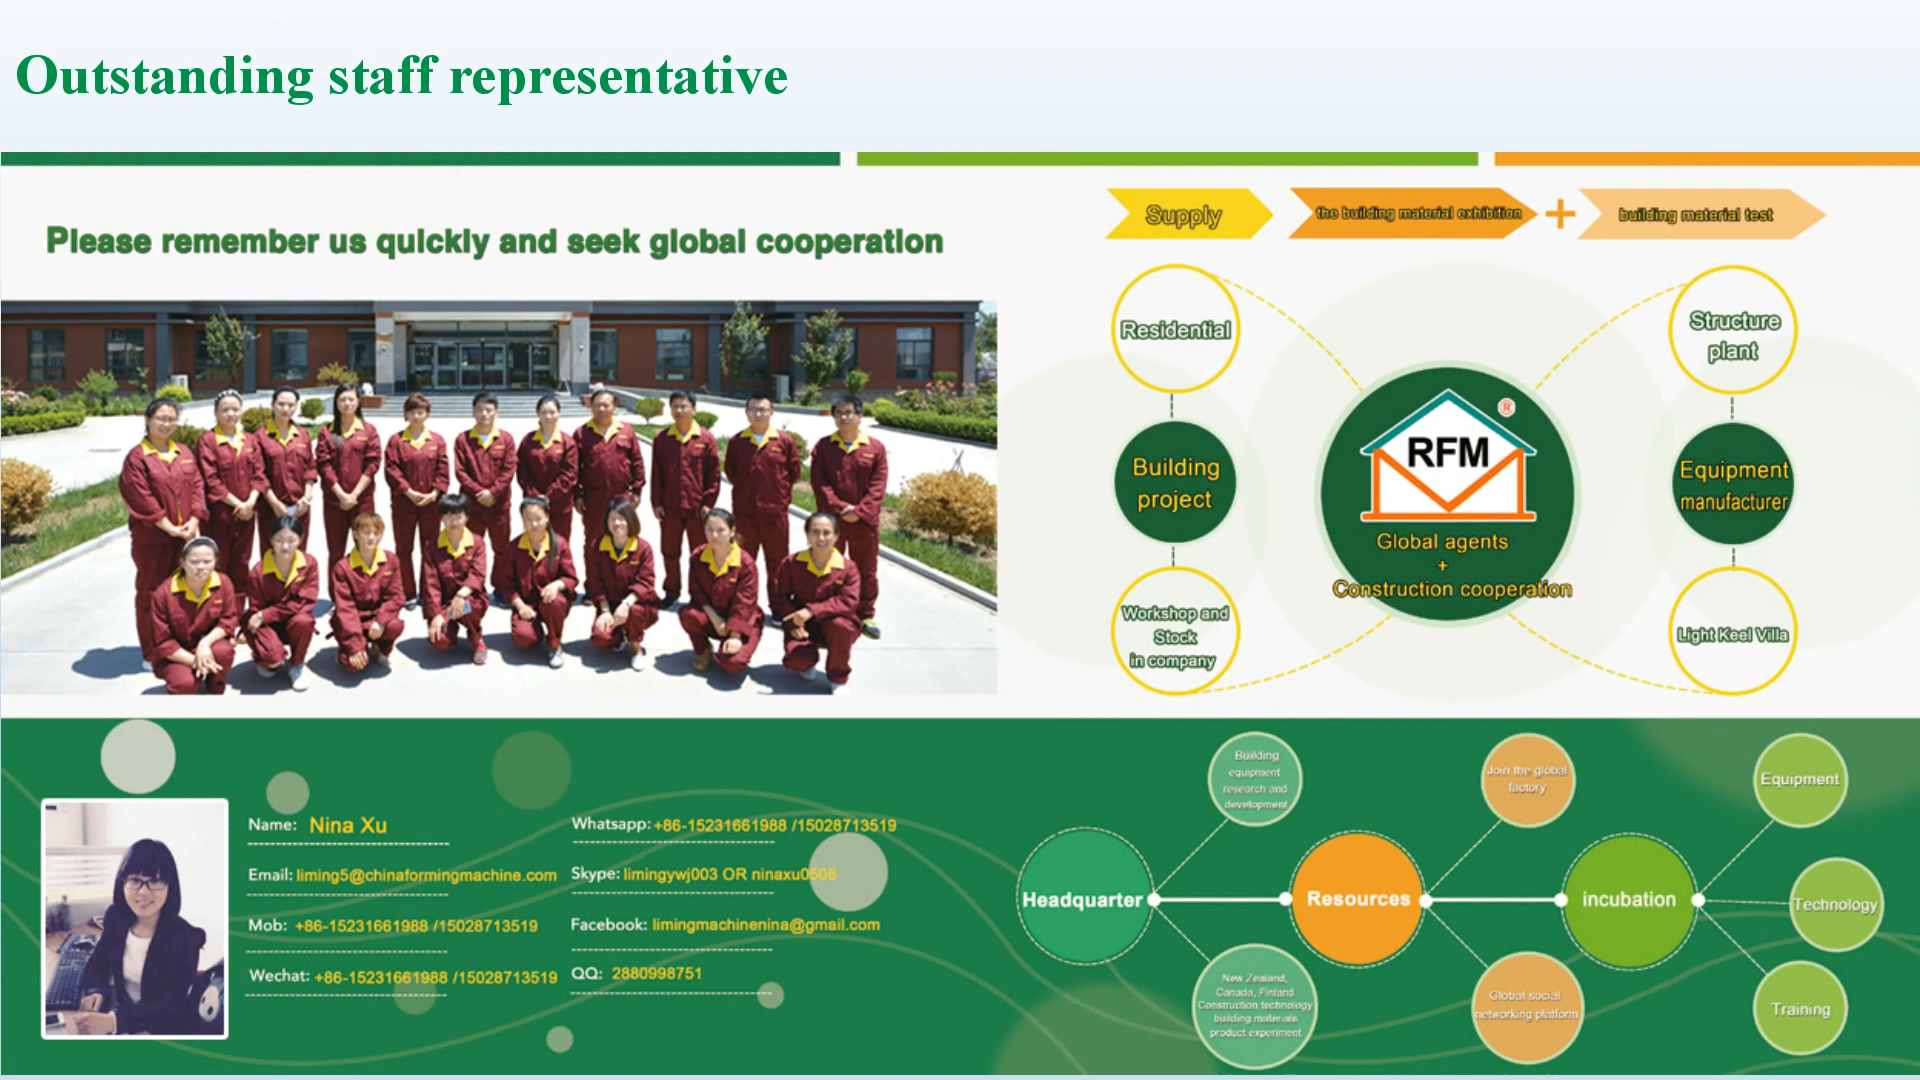 Outstanding staff representative
Please remember us quickly and seek global cooperation
Supply
the building material exhibition
+
building material test
Residential
Building
project
Workshop and
Stock
in company
RFM
®
Global agents
+
Construction cooperation
Structure
plant
Equipment
manufacturer
Light Keel Villa
Name: Nina Xu
Email: liming5@chinaformingmachine.com
Mob: +86-15231661988 /15028713519
Wechat: +86-15231661988 /15028713519
Whatsapp: +86-15231661988 /15028713519
Skype: limingywj003 OR ninaxu0508
Facebook: limingmachinenina@gmail.com
QQ: 2880998751
Headquarter
Building
equipment
research and
development
New Zealand,
Canada, Finland
Construction technology
building materials
product experiment
Resources
Join the global
factory
Global social
networking platform
incubation
Equipment
Technology
Training